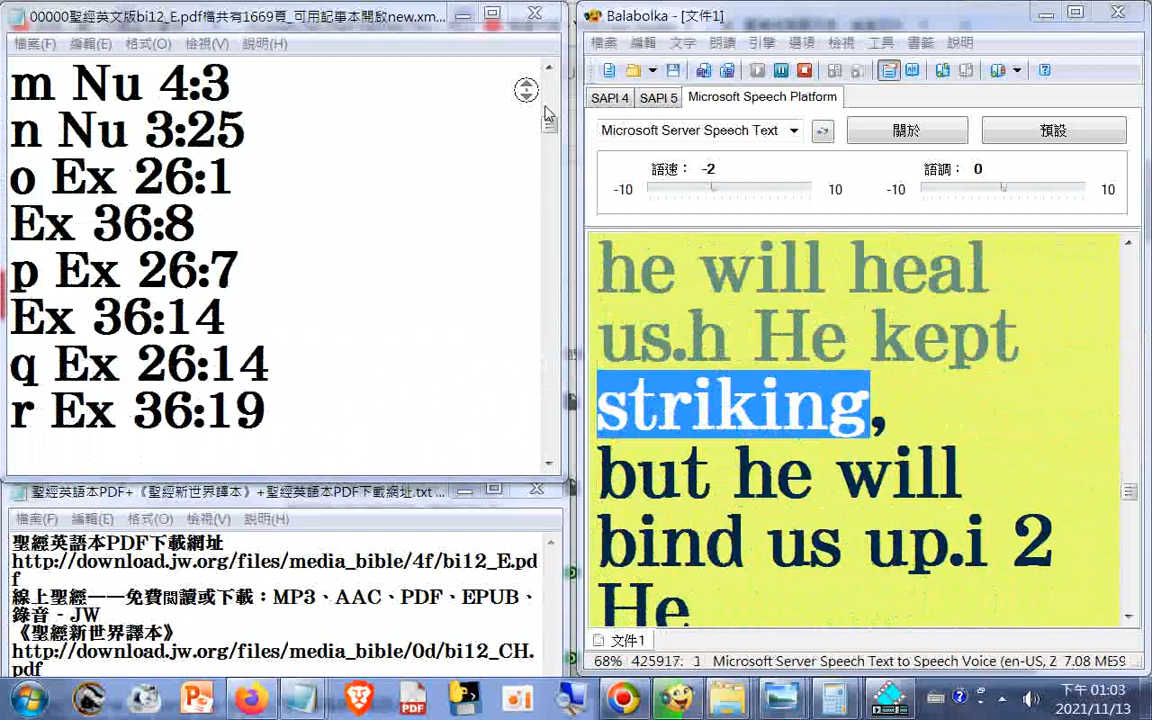 00000聖經英文版bi12_E.pdf檔共有1669頁_可用記事本開啟new.xm...
檔案(F) 編輯(E) 格式(O) 檢視(V) 說明(H)
m Nu 4:3
n Nu 3:25
o Ex 26:1
Ex 36:8
p Ex 26:7
Ex 36:14
q Ex 26:14
r Ex 36:19
聖經英語本PDF+《聖經新世界譯本》+聖經英語本PDF下載網址.txt ...
檔案(F) 編輯(E) 格式(O) 檢視(V) 說明(H)
聖經英語本PDF下載網址
http://download.jw.org/files/media_bible/4f/bi12_E.pd
f
線上聖經——免費閱讀或下載：MP3、AAC、PDF、EPUB、
錄音 - JW
《聖經新世界譯本》
http://download.jw.org/files/media_bible/0d/bi12_CH.
pdf
Balabolka - [文件1]
檔案 編輯 文字 朗讀 引擎 選項 檢視 工具 書籤 說明
SAPI 4 SAPI 5 Microsoft Speech Platform
Microsoft Server Speech Text 關於 預設
語速： -2 語調： 0
-10 10 -10 10
he will heal
us.h He kept
striking,
but he will
bind us up.i 2
He
文件1
68% 425917: 1 Microsoft Server Speech Text to Speech Voice (en-US, Z 7.08 ME59
PDF
下午 01:03
2021/11/13